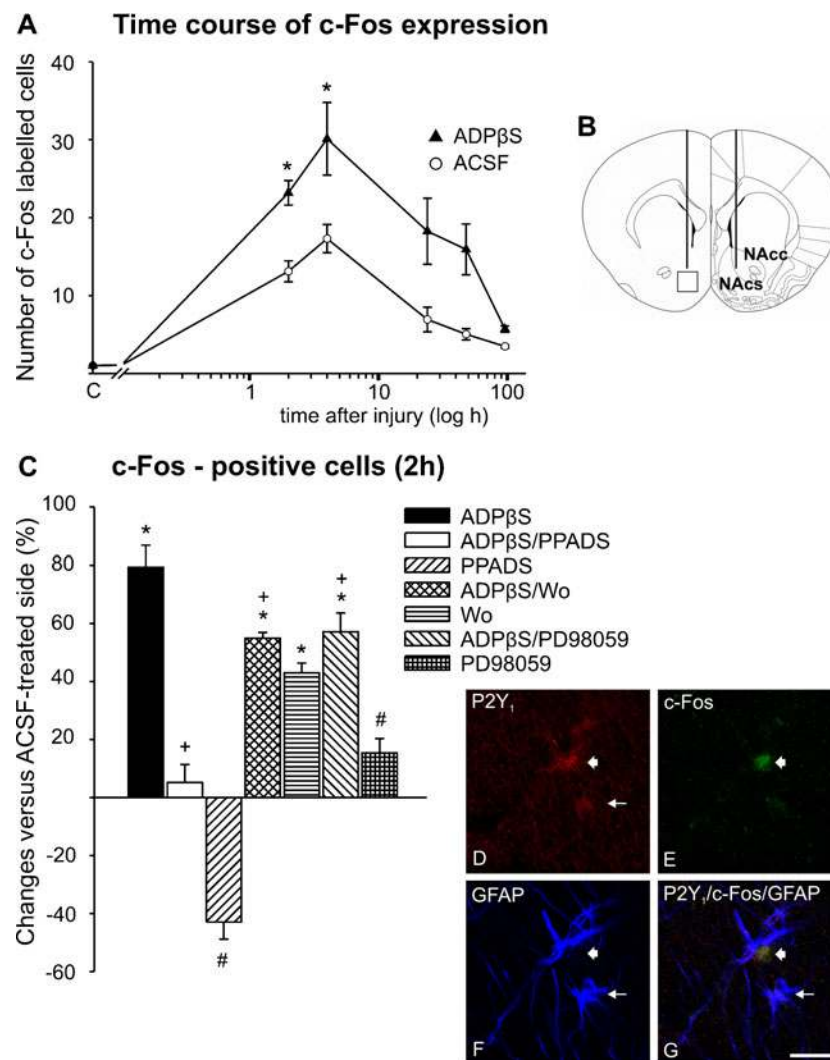 A Time course of c-Fos expression
Number of c-Fos labelled cells
40
30
20
10
C
1
10
100
time after injury (log h)
*
*
ADPβS
ACSF
B
NAcc
NAcs
C c-Fos - positive cells (2h)
Changes versus ACSF-treated side (%)
100
80
60
40
20
-20
-40
-60
*
+
#
+
*
*
+
*
#
ADPβS
ADPβS/PPADS
PPADS
ADPβS/Wo
Wo
ADPβS/PD98059
PD98059
P2Y₁
D
c-Fos
E
GFAP
F
P2Y₁/c-Fos/GFAP
G